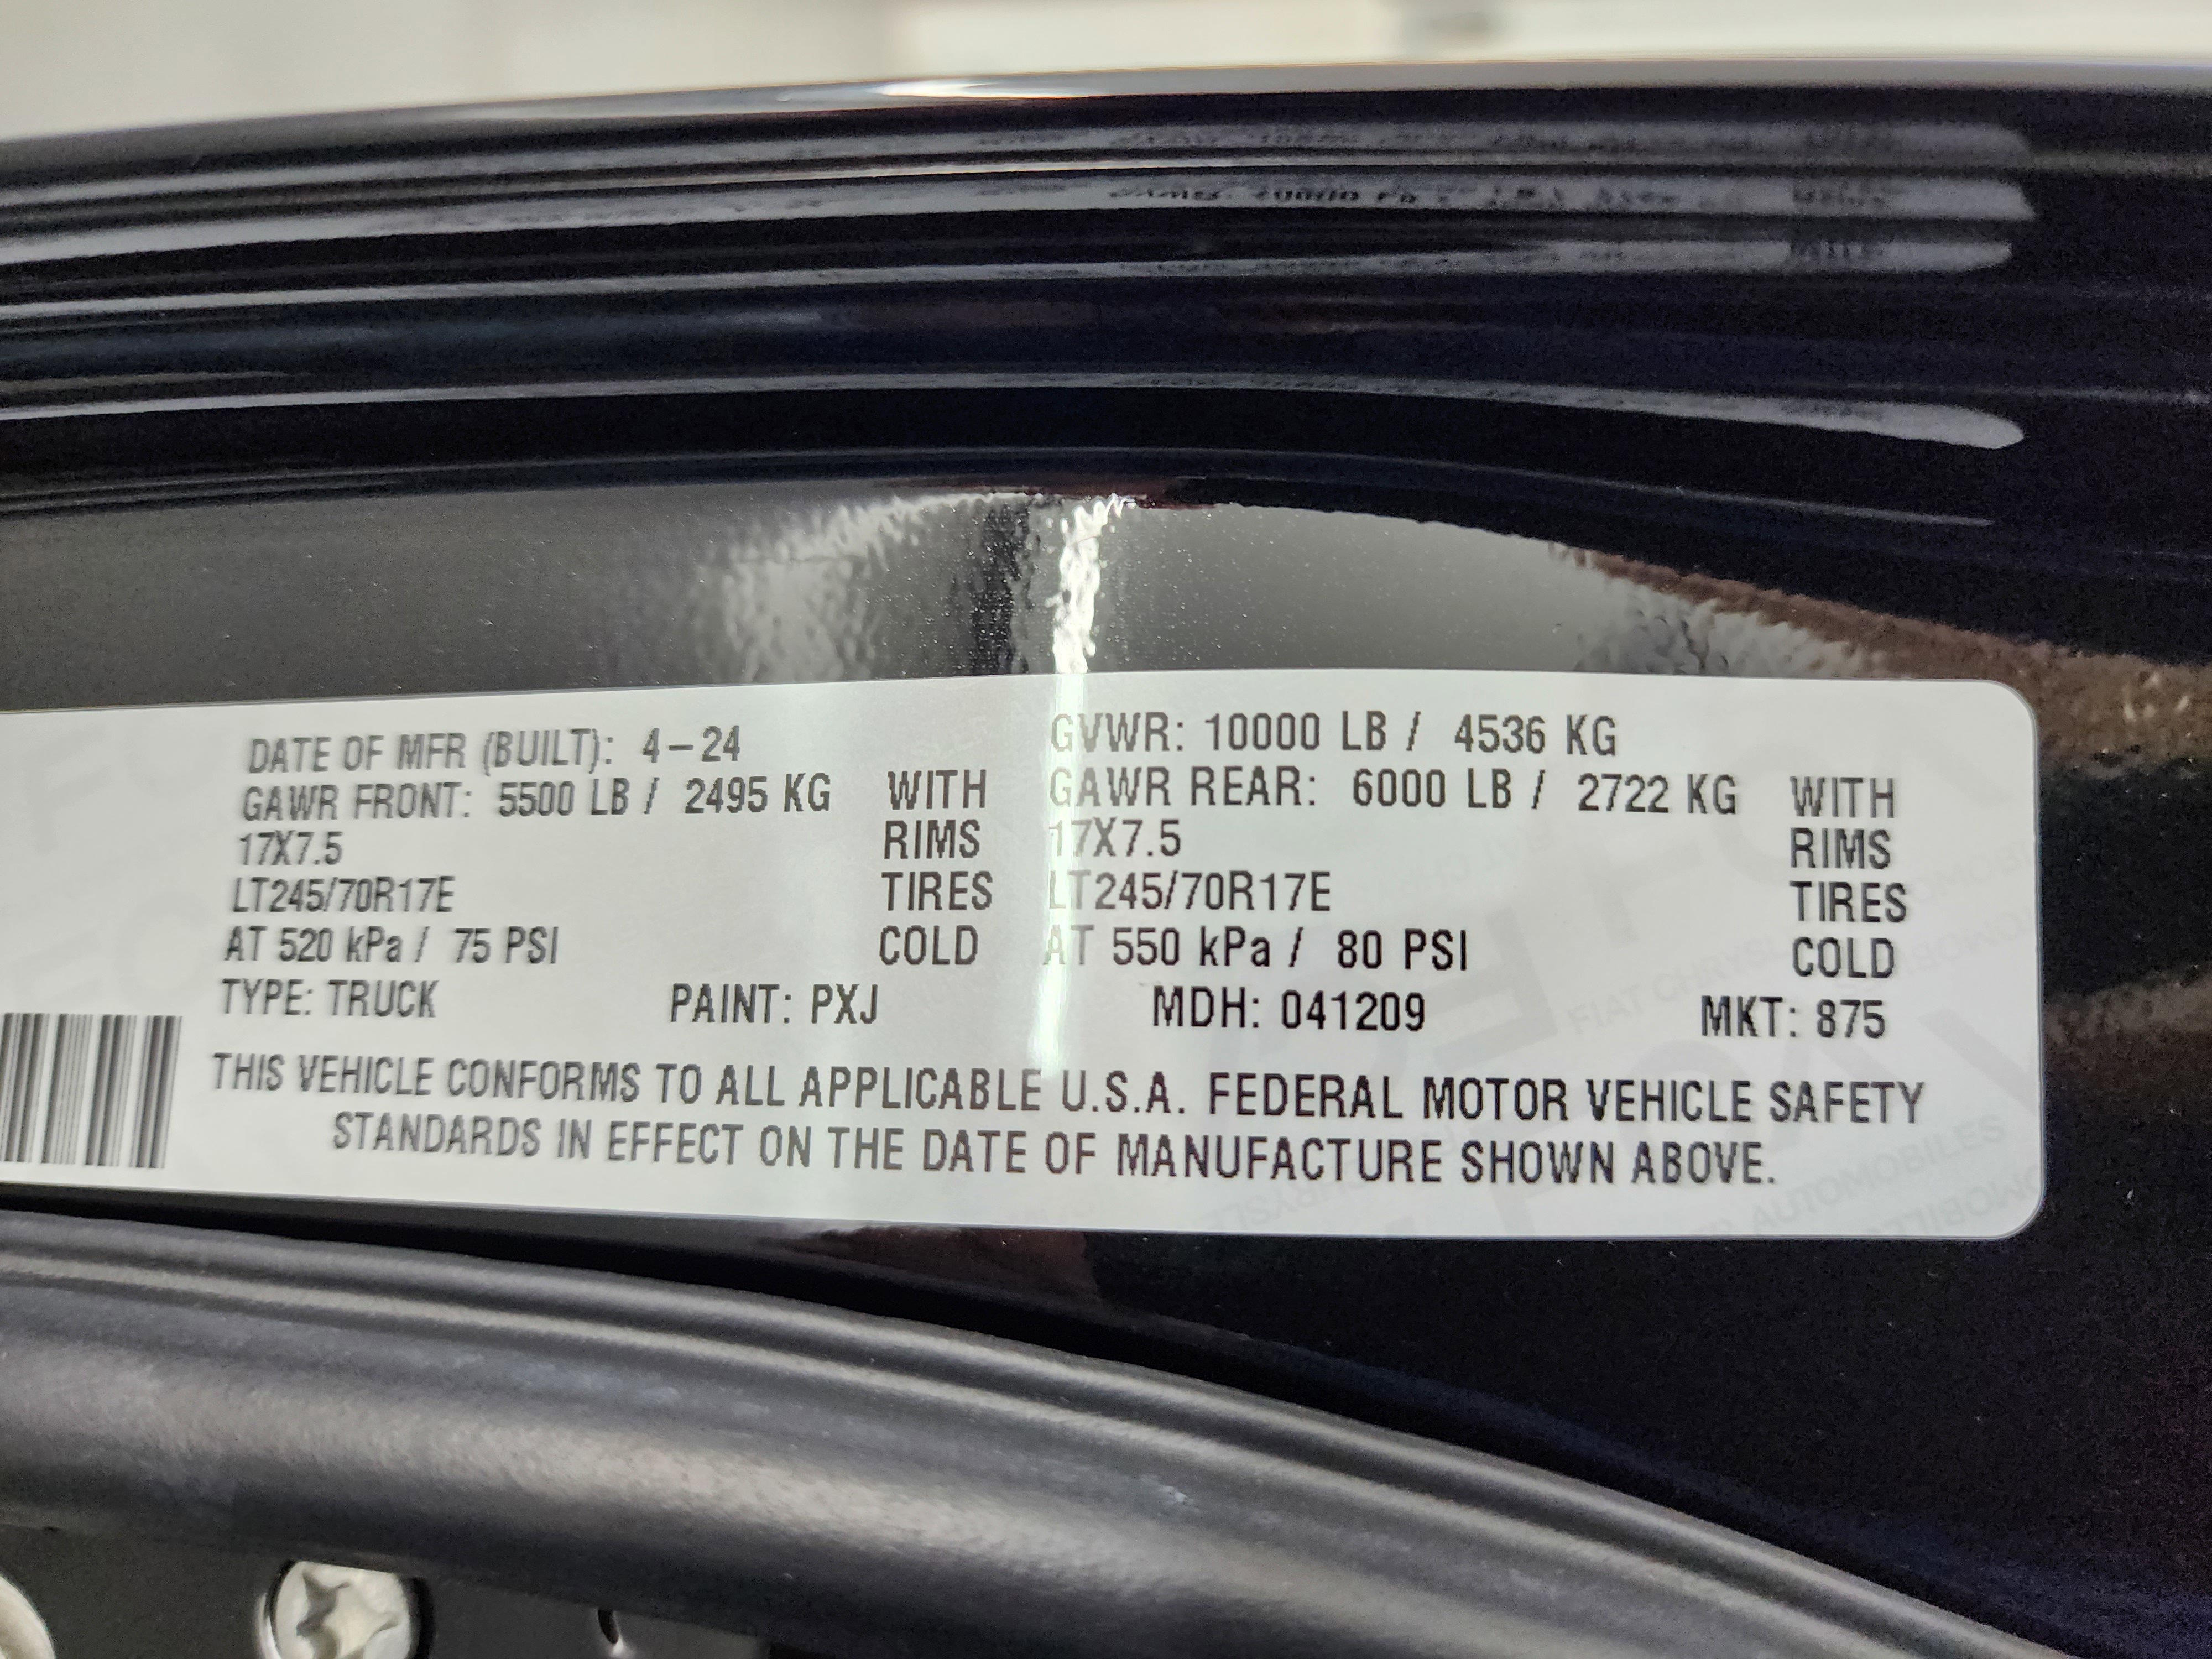 DATE OF MFR (BUILT): 4-24 GVWR: 10000 LB / 4536 KG
GAWR FRONT: 5500 LB / 2495 KG WITH GAWR REAR: 6000 LB / 2722 KG WITH
17X7.5 RIMS 17X7.5 RIMS
LT245/70R17E TIRES LT245/70R17E TIRES
AT 520 kPa / 75 PSI COLD AT 550 kPa / 80 PSI COLD
TYPE: TRUCK PAINT: PXJ MDH: 041209 MKT: 875
THIS VEHICLE CONFORMS TO ALL APPLICABLE U.S.A. FEDERAL MOTOR VEHICLE SAFETY
STANDARDS IN EFFECT ON THE DATE OF MANUFACTURE SHOWN ABOVE.